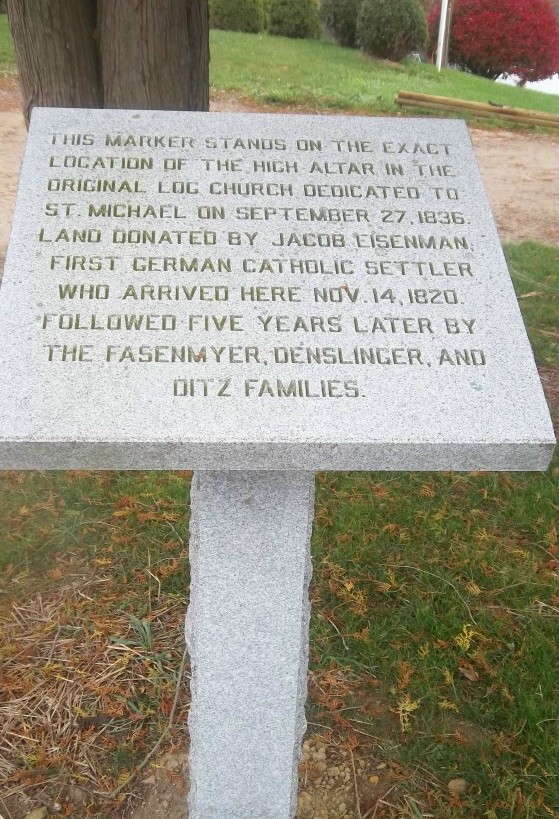 THIS MARKER STANDS ON THE EXACT
LOCATION OF THE HIGH ALTAR IN THE
ORIGINAL LOG CHURCH DEDICATED TO
ST. MICHAEL ON SEPTEMBER 27, 1836.
LAND DONATED BY JACOB EISENMAN,
FIRST GERMAN CATHOLIC SETTLER
WHO ARRIVED HERE NOV. 14, 1820.
FOLLOWED FIVE YEARS LATER BY
THE FASENMYER, DENSLINGER, AND
DITZ FAMILIES.